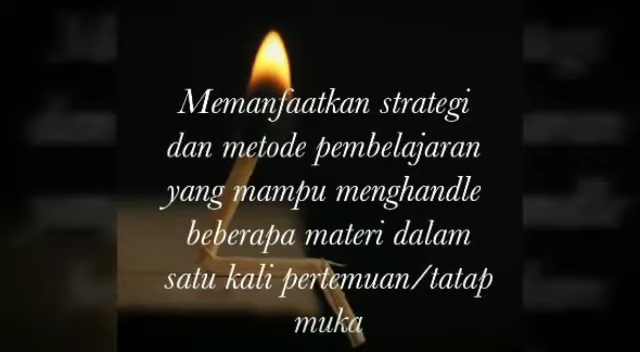 Memanfaatkan strategi
dan metode pembelajaran
yang mampu menghandle
beberapa materi dalam
satu kali pertemuan/tatap
muka